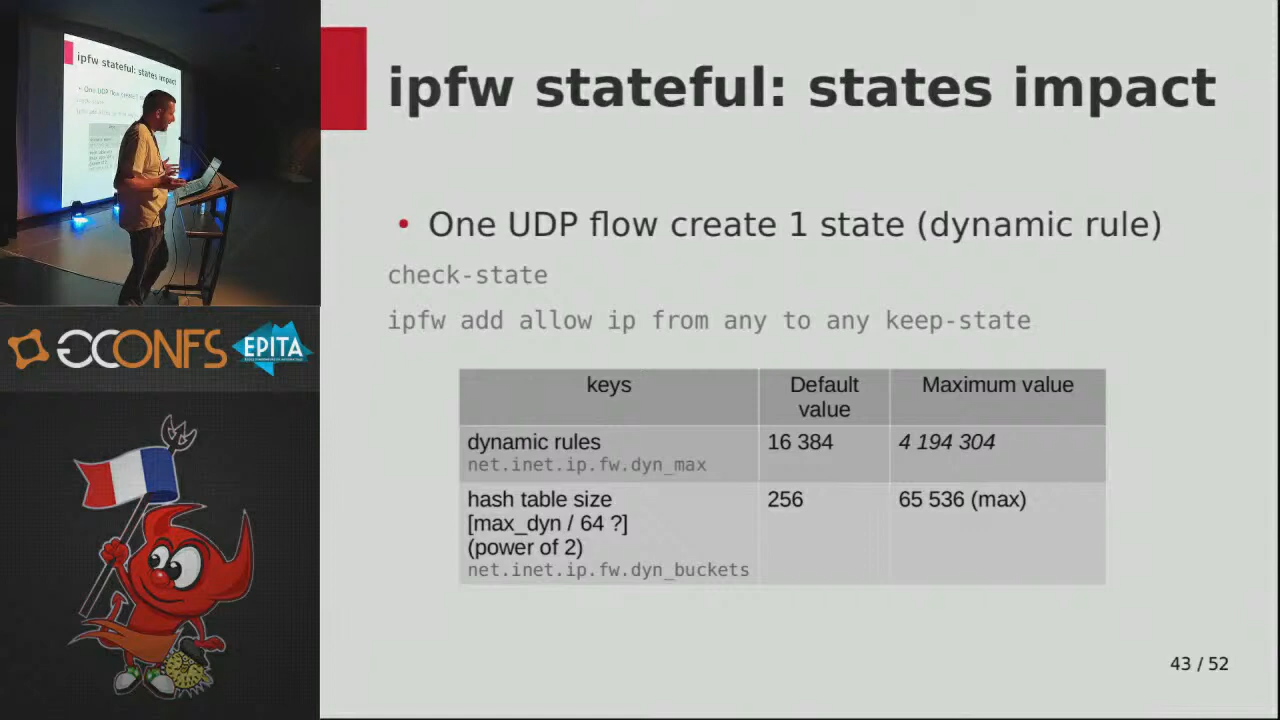 ipfw stateful: states impact
• One UDP flow create 1 state (dynamic rule)
check-state
ipfw add allow ip from any to any keep-state
keys
Default
value
Maximum value
dynamic rules
net.inet.ip.fw.dyn_max
16 384
4 194 304
hash table size
[max_dyn / 64 ?]
(power of 2)
net.inet.ip.fw.dyn_buckets
256
65 536 (max)
43 / 52
ipfw stateful: states impact
GCONFS
EPITA